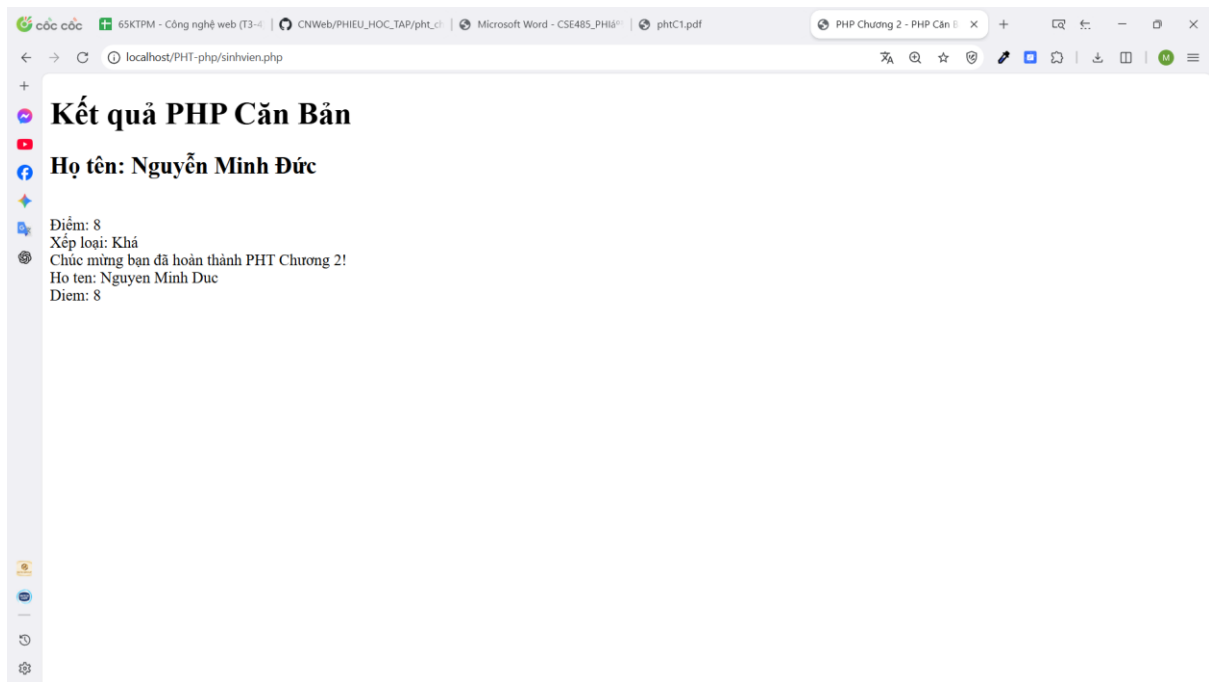 cốc cốc
65KTPM - Công nghệ web (T3-4
CNWeb/PHIEU_HOC_TAP/pht_ch
Microsoft Word - CSE485_PHIáº
phtC1.pdf
PHP Chương 2 - PHP Căn B
localhost/PHT-php/sinhvien.php
M
Kết quả PHP Căn Bản
Họ tên: Nguyễn Minh Đức
Điểm: 8
Xếp loại: Khá
Chúc mừng bạn đã hoàn thành PHT Chương 2!
Ho ten: Nguyen Minh Duc
Diem: 8